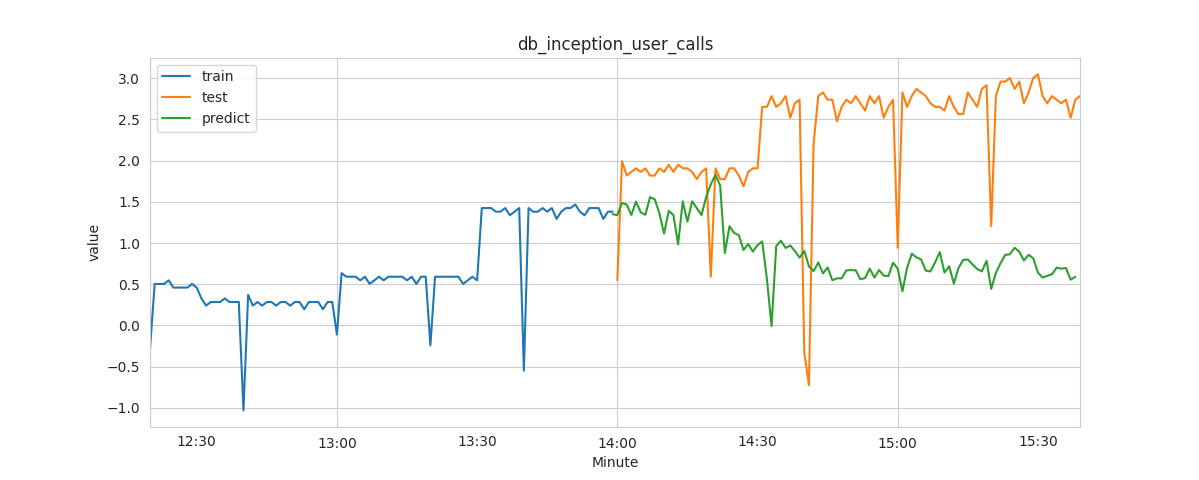 db_inception_user_calls
train
test
predict
value
3.0
2.5
2.0
1.5
1.0
0.5
0.0
−0.5
−1.0
12:30 13:00 13:30 14:00 14:30 15:00 15:30
Minute